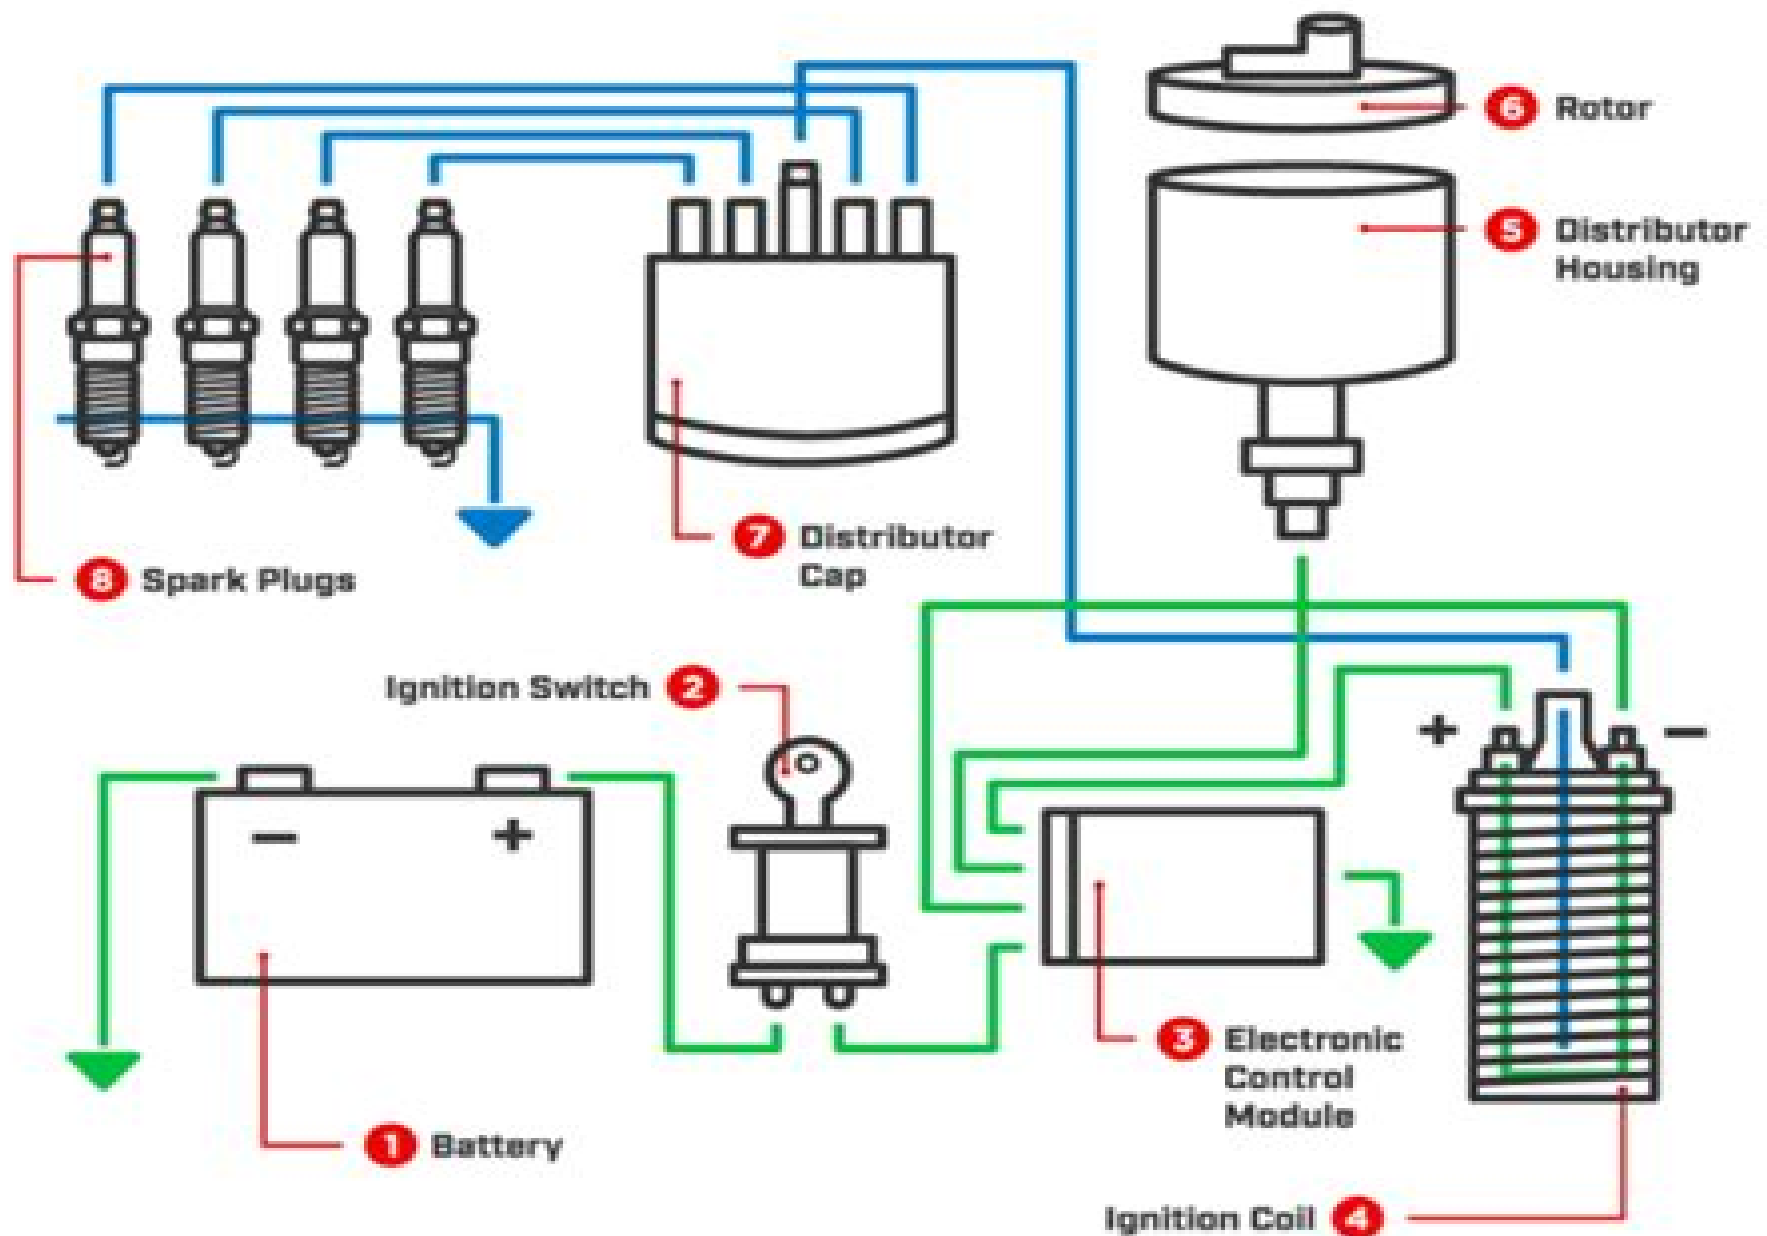 6 Rotor
5 Distributor
Housing
7 Distributor
Cap
8 Spark Plugs
Ignition Switch 2
+ −
− +
3 Electronic
Control
Module
1 Battery
Ignition Coil 4